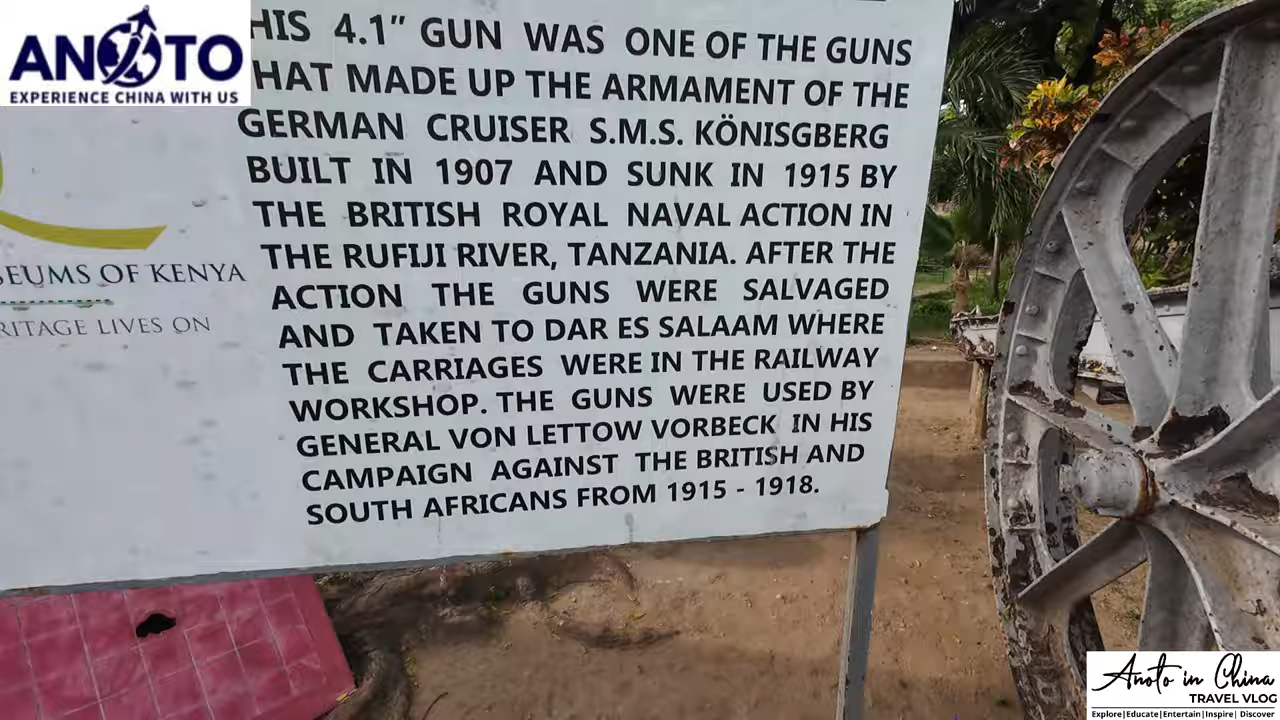 ANOTO
EXPERIENCE CHINA WITH US
HIS 4.1" GUN WAS ONE OF THE GUNS
HAT MADE UP THE ARMAMENT OF THE
GERMAN CRUISER S.M.S. KÖNISGBERG
BUILT IN 1907 AND SUNK IN 1915 BY
THE BRITISH ROYAL NAVAL ACTION IN
THE RUFIJI RIVER, TANZANIA. AFTER THE
ACTION THE GUNS WERE SALVAGED
AND TAKEN TO DAR ES SALAAM WHERE
THE CARRIAGES WERE IN THE RAILWAY
WORKSHOP. THE GUNS WERE USED BY
GENERAL VON LETTOW VORBECK IN HIS
CAMPAIGN AGAINST THE BRITISH AND
SOUTH AFRICANS FROM 1915 - 1918.
SEUMS OF KENYA
RITAGE LIVES ON
Anoto in China
TRAVEL VLOG
Explore|Educate|Entertain|Inspire| Discover